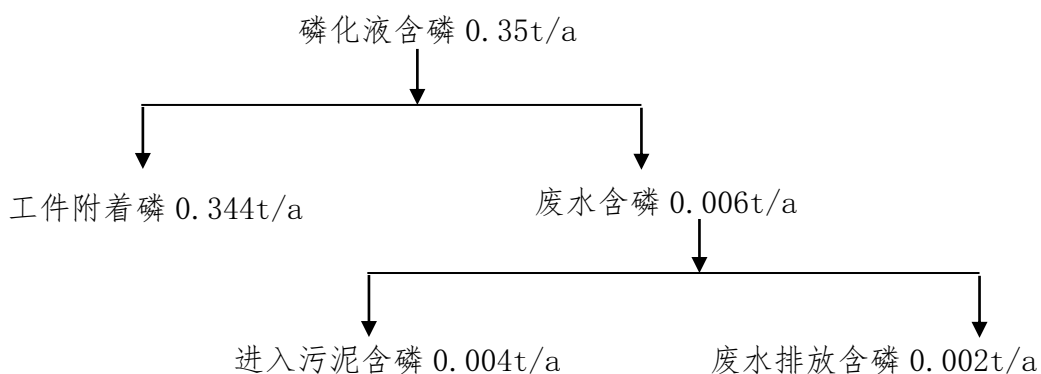 磷化液含磷 0.35t/a
工件附着磷 0.344t/a
废水含磷 0.006t/a
进入污泥含磷 0.004t/a
废水排放含磷 0.002t/a